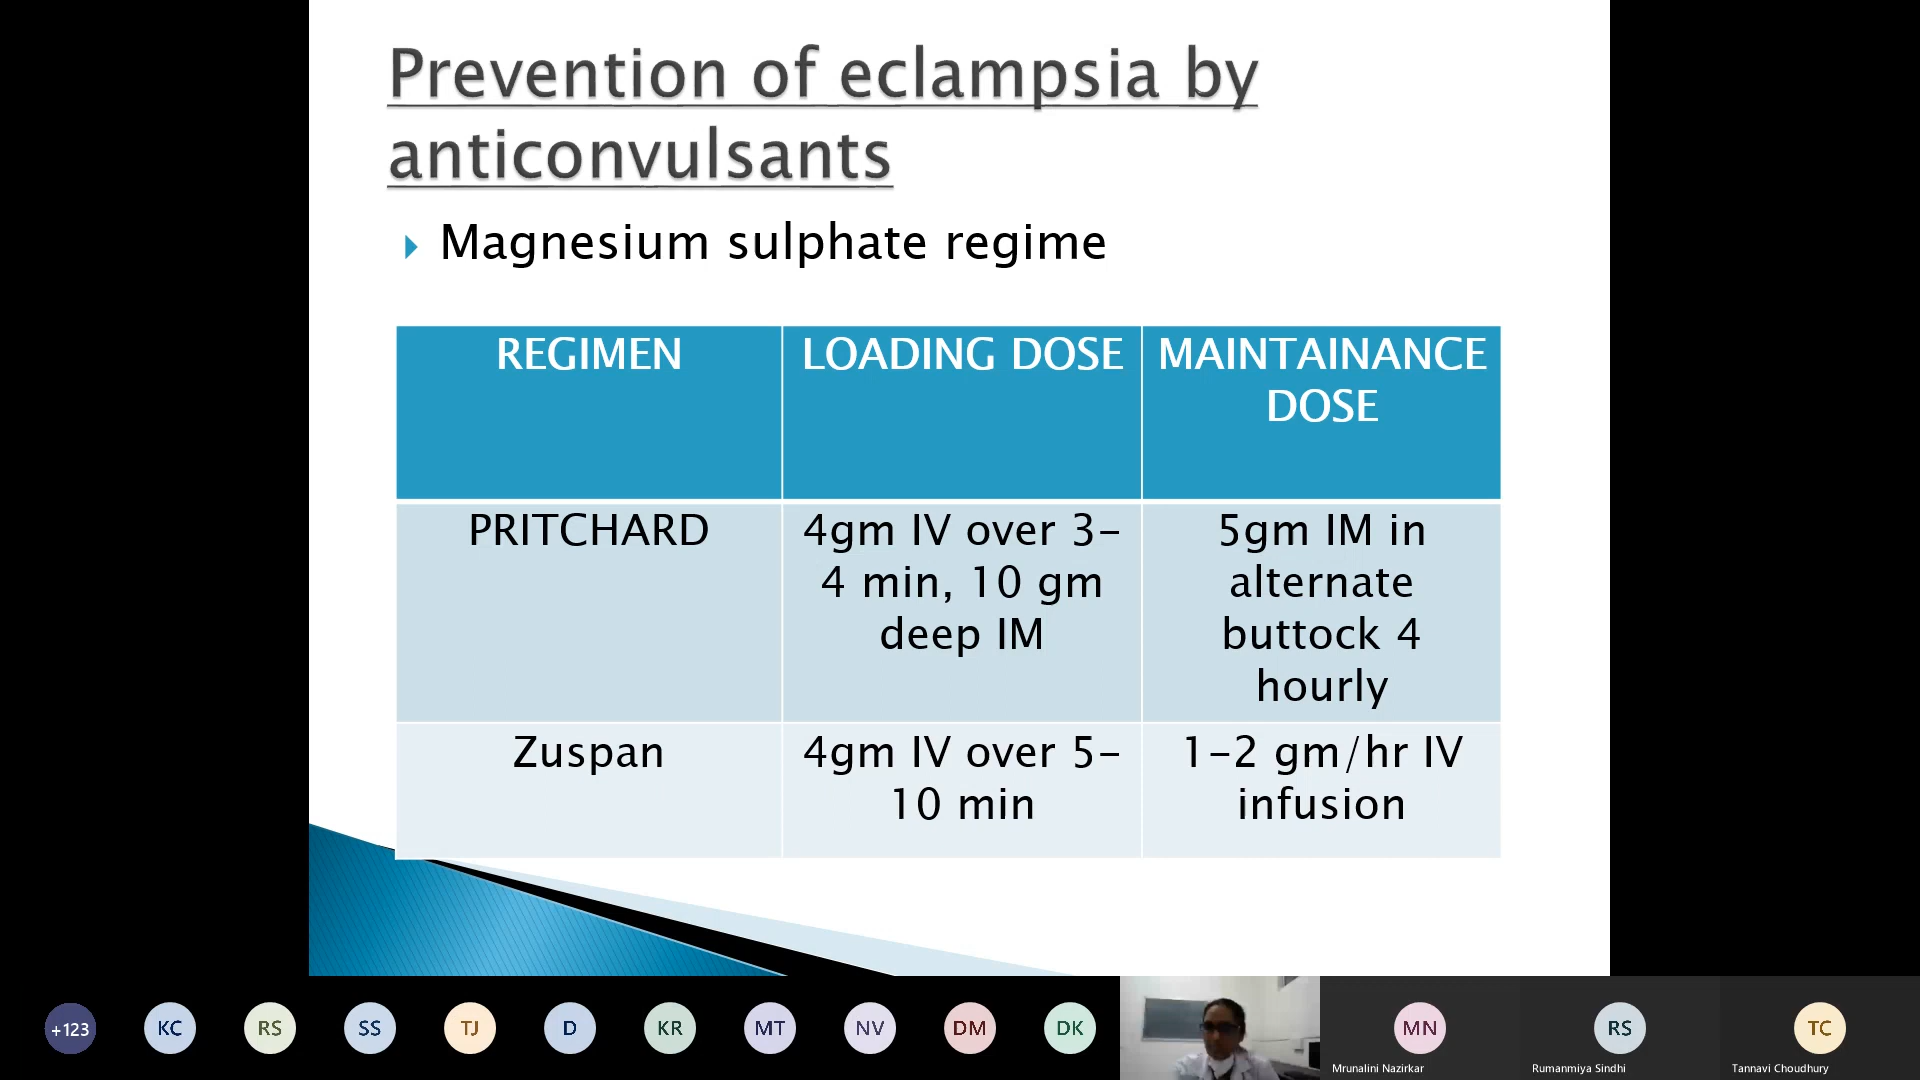 Prevention of eclampsia by
anticonvulsants
Magnesium sulphate regime
REGIMEN
LOADING DOSE
MAINTAINANCE
DOSE
PRITCHARD
4gm IV over 3-
4 min, 10 gm
deep IM
5gm IM in
alternate
buttock 4
hourly
Zuspan
4gm IV over 5-
10 min
1-2 gm/hr IV
infusion
+123
KC
RS
SS
TJ
D
KR
MT
NV
DM
DK
MN
Mrunalini Nazirkar
RS
Rumanmiya Sindhi
TC
Tannavi Choudhury